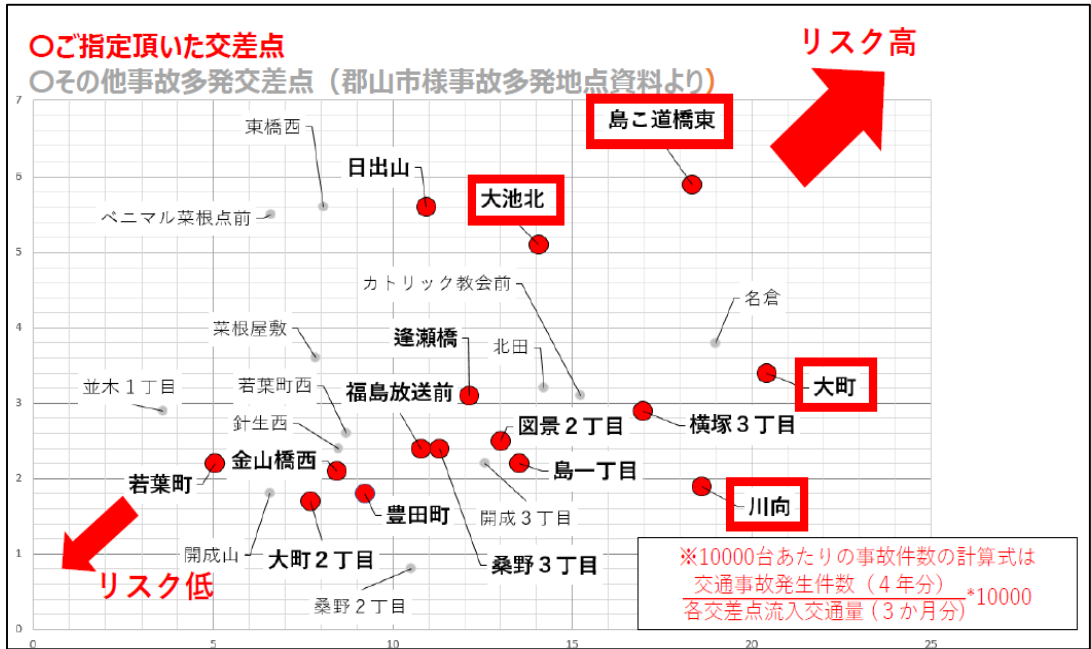 〇ご指定頂いた交差点
〇その他事故多発交差点（郡山市様事故多発地点資料より）
リスク高
7
島こ道橋東
東橋西
日出山
6
大池北
ベニマル菜根点前
5
カトリック教会前
名倉
4
菜根屋敷
逢瀬橋
北田
並木１丁目
若葉町西
福島放送前
大町
3
針生西
図景２丁目
横塚３丁目
金山橋西
島一丁目
2
若葉町
豊田町
開成３丁目
川向
開成山
大町２丁目
桑野３丁目
1
リスク低
桑野２丁目
※10000台あたりの事故件数の計算式は
交通事故発生件数（４年分）
各交差点流入交通量（３か月分）
*10000
0
0 5 10 15 20 25